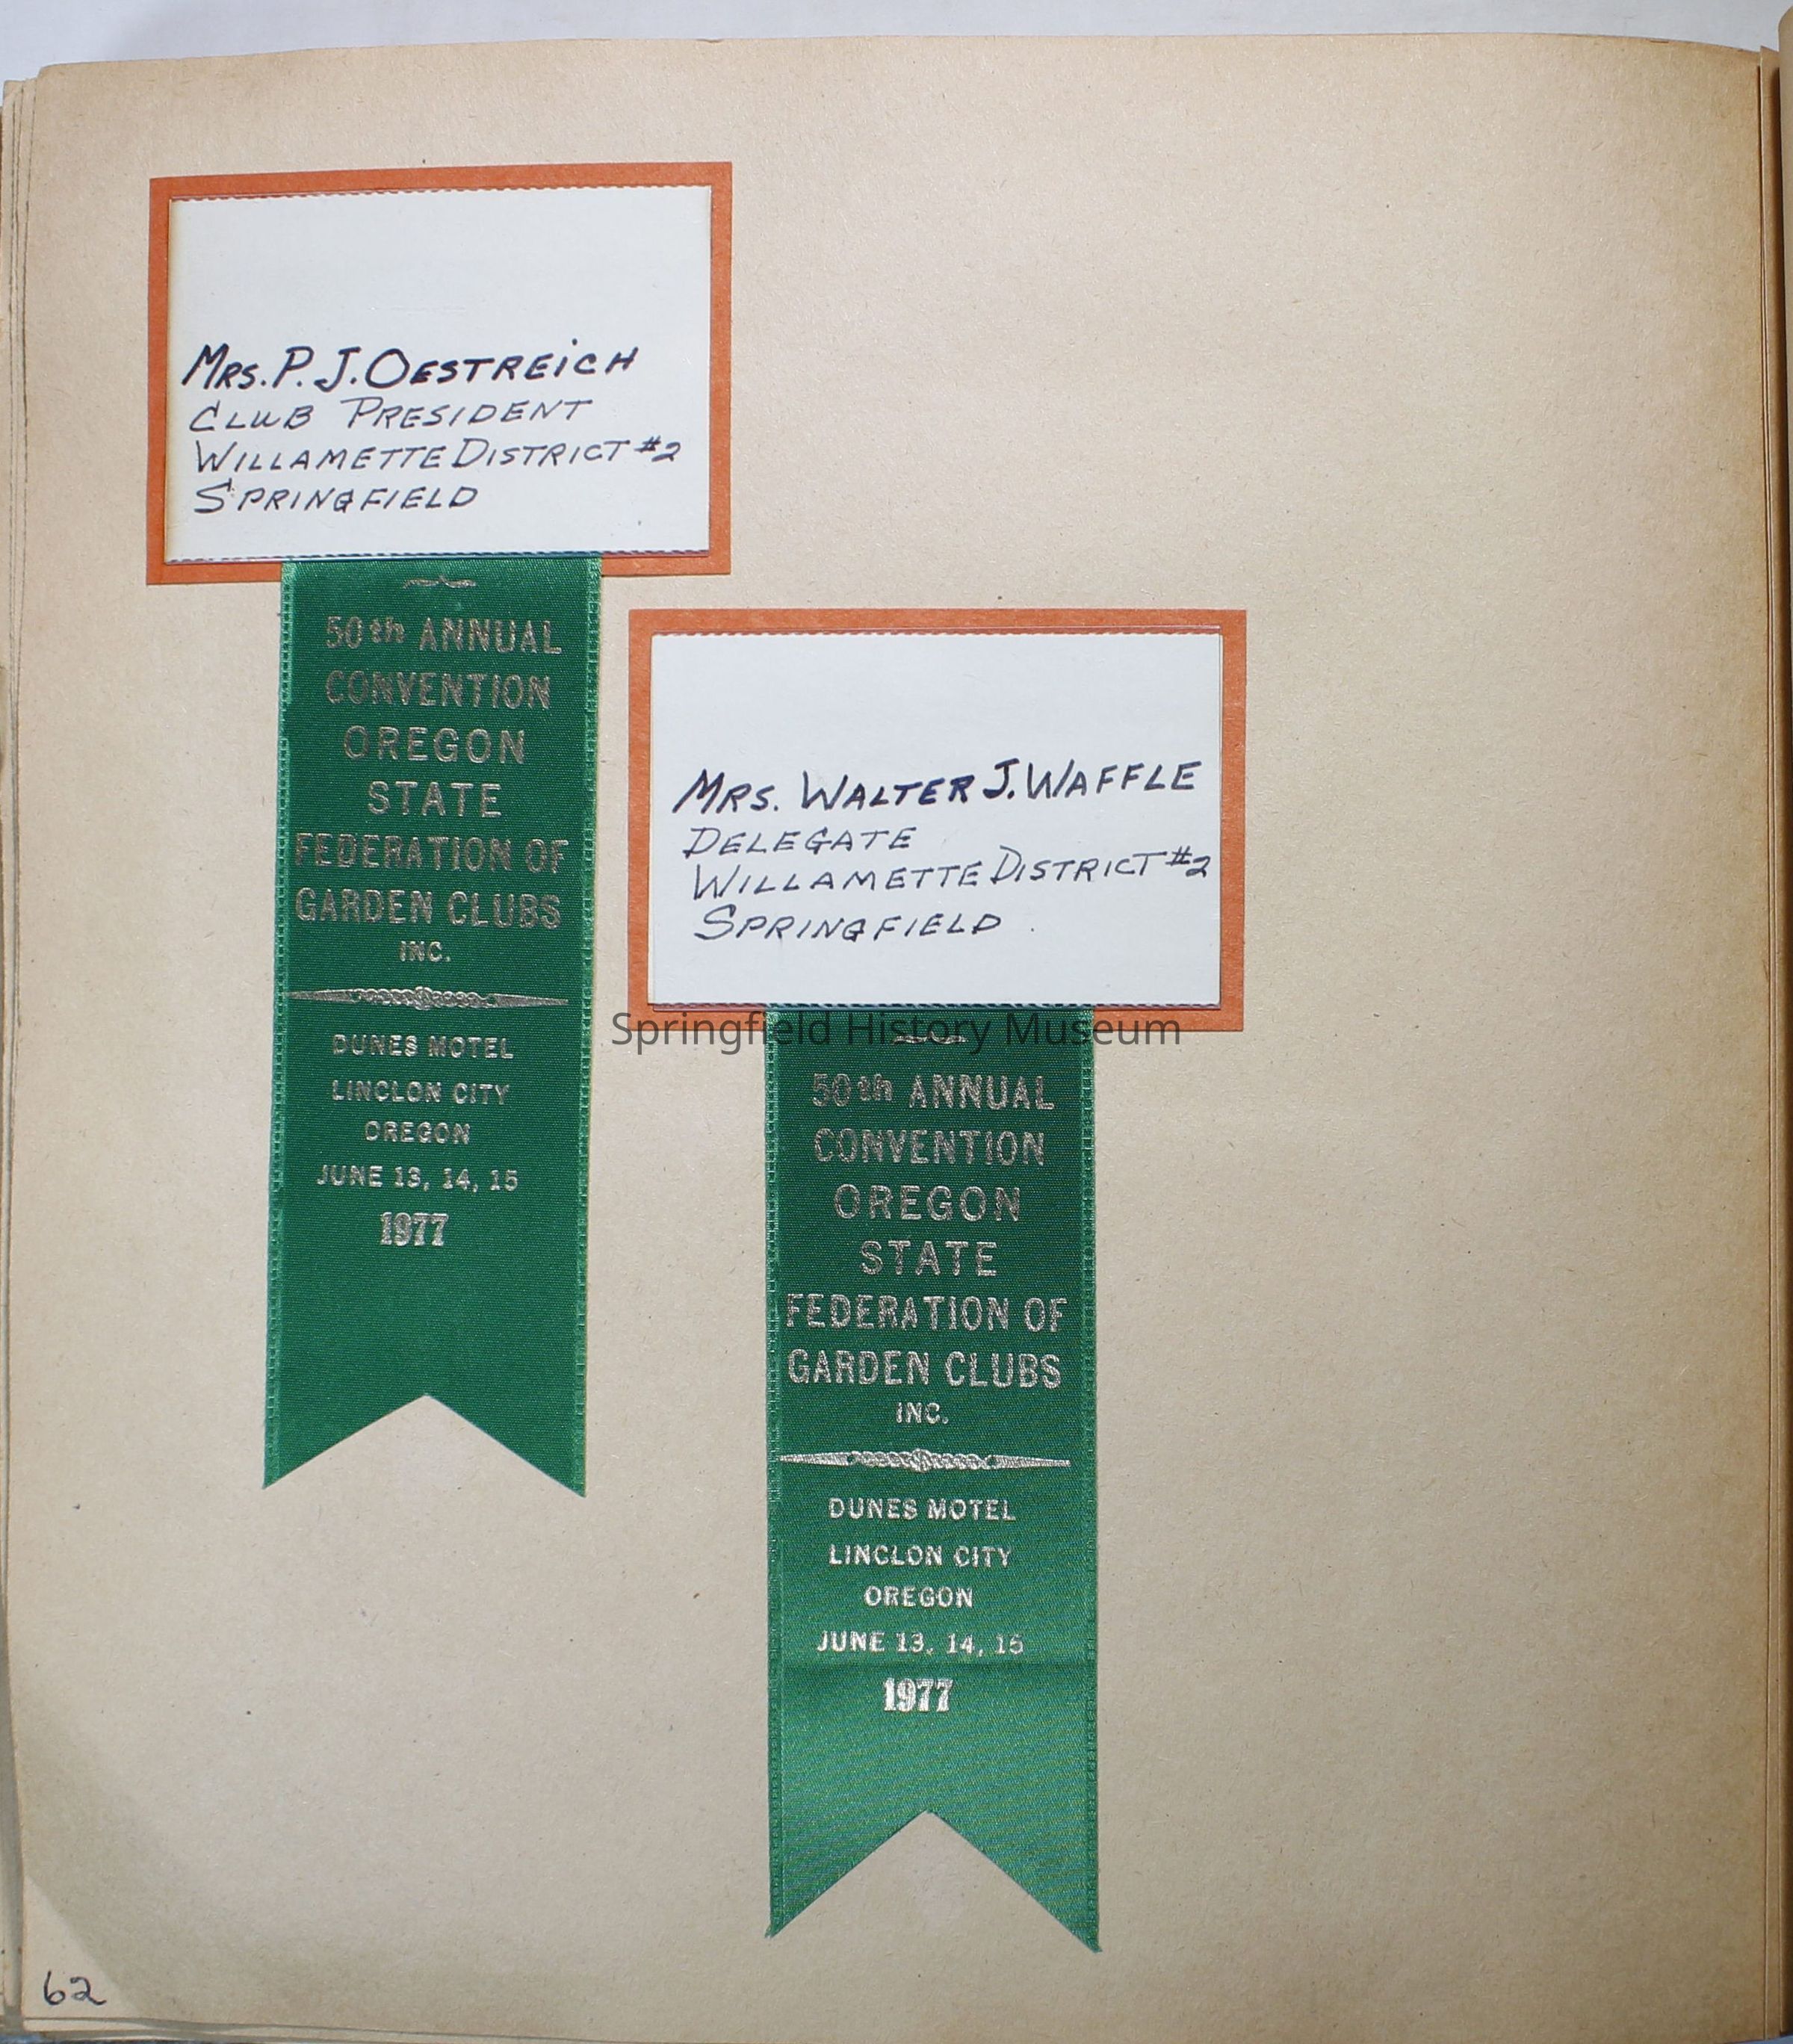 Mrs. P. J. OESTREiCH
CLUB PRESIDENT
WILLAMETTE DISTRICT #2
SPRINGFIELD
50th ANNUAL
CONVENTION
OREGON
STATE
FEDERATION OF
GARDEN CLUBS
INC.
DUNES MOTEL
LINCLON CITY
OREGON
JUNE 13, 14, 15
1977
MRS. WALTER J. WAFFLE
DELEGATE
WILLAMETTE DISTRICT #2
SPRINGFIELD
Springfield History Museum
50th ANNUAL
CONVENTION
OREGON
STATE
FEDERATION OF
GARDEN CLUBS
INC.
DUNES MOTEL
LINCLON CITY
OREGON
JUNE 13, 14, 15
1977
62